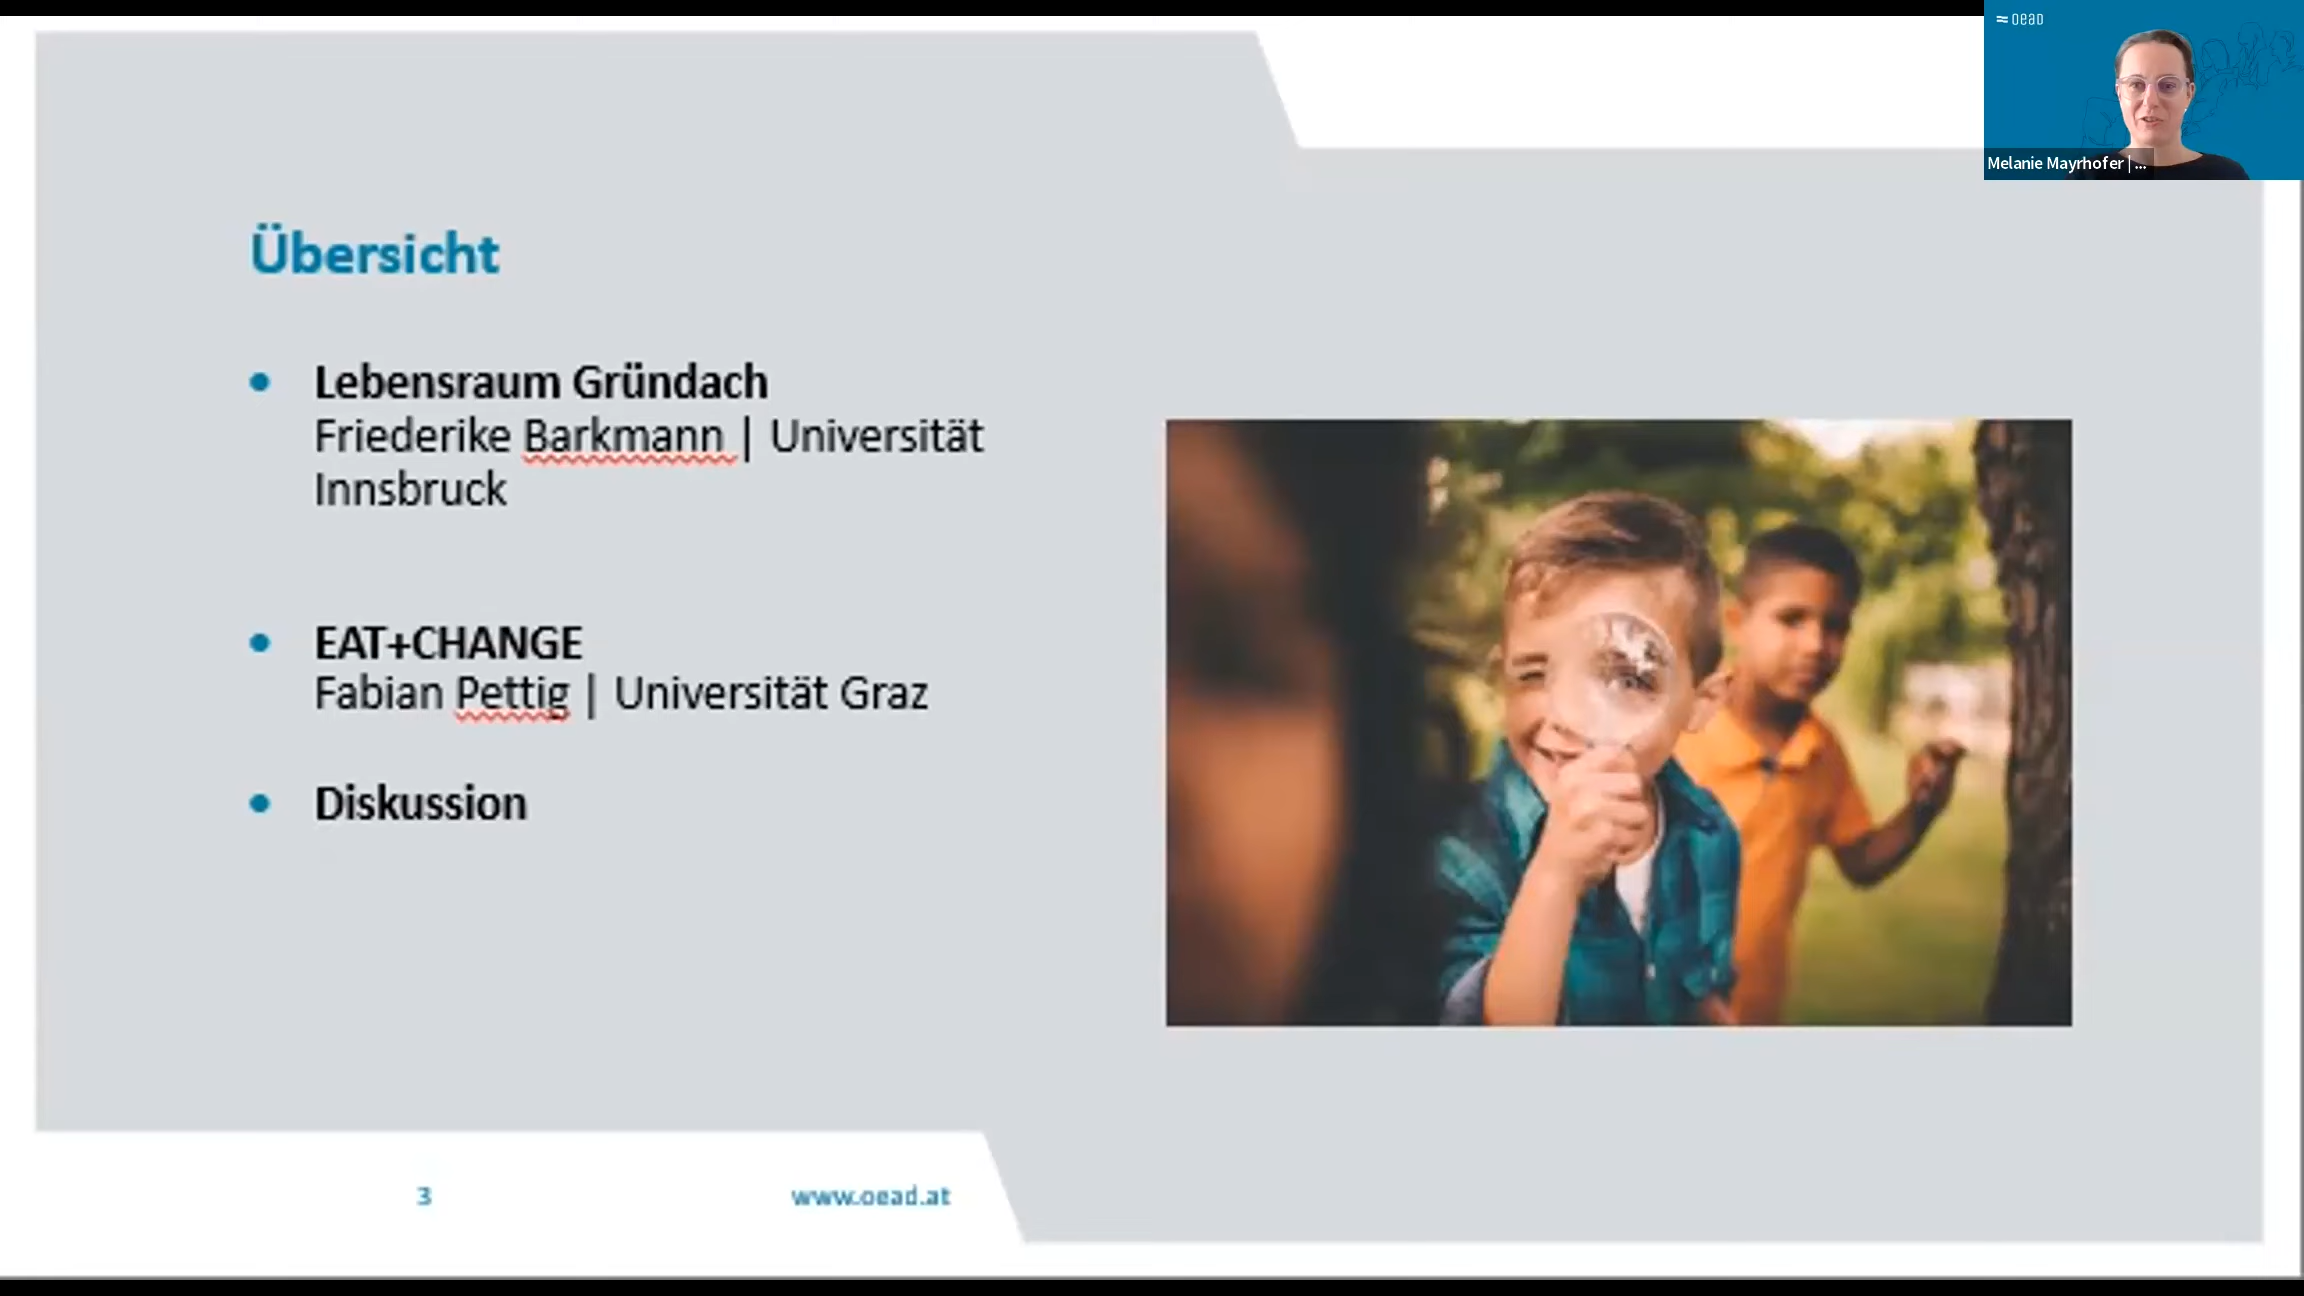 oead
Melanie Mayrhofer | ...
Übersicht
• Lebensraum Gründach
Friederike Barkmann | Universität
Innsbruck
• EAT+CHANGE
Fabian Pettig | Universität Graz
• Diskussion
3
www.oead.at